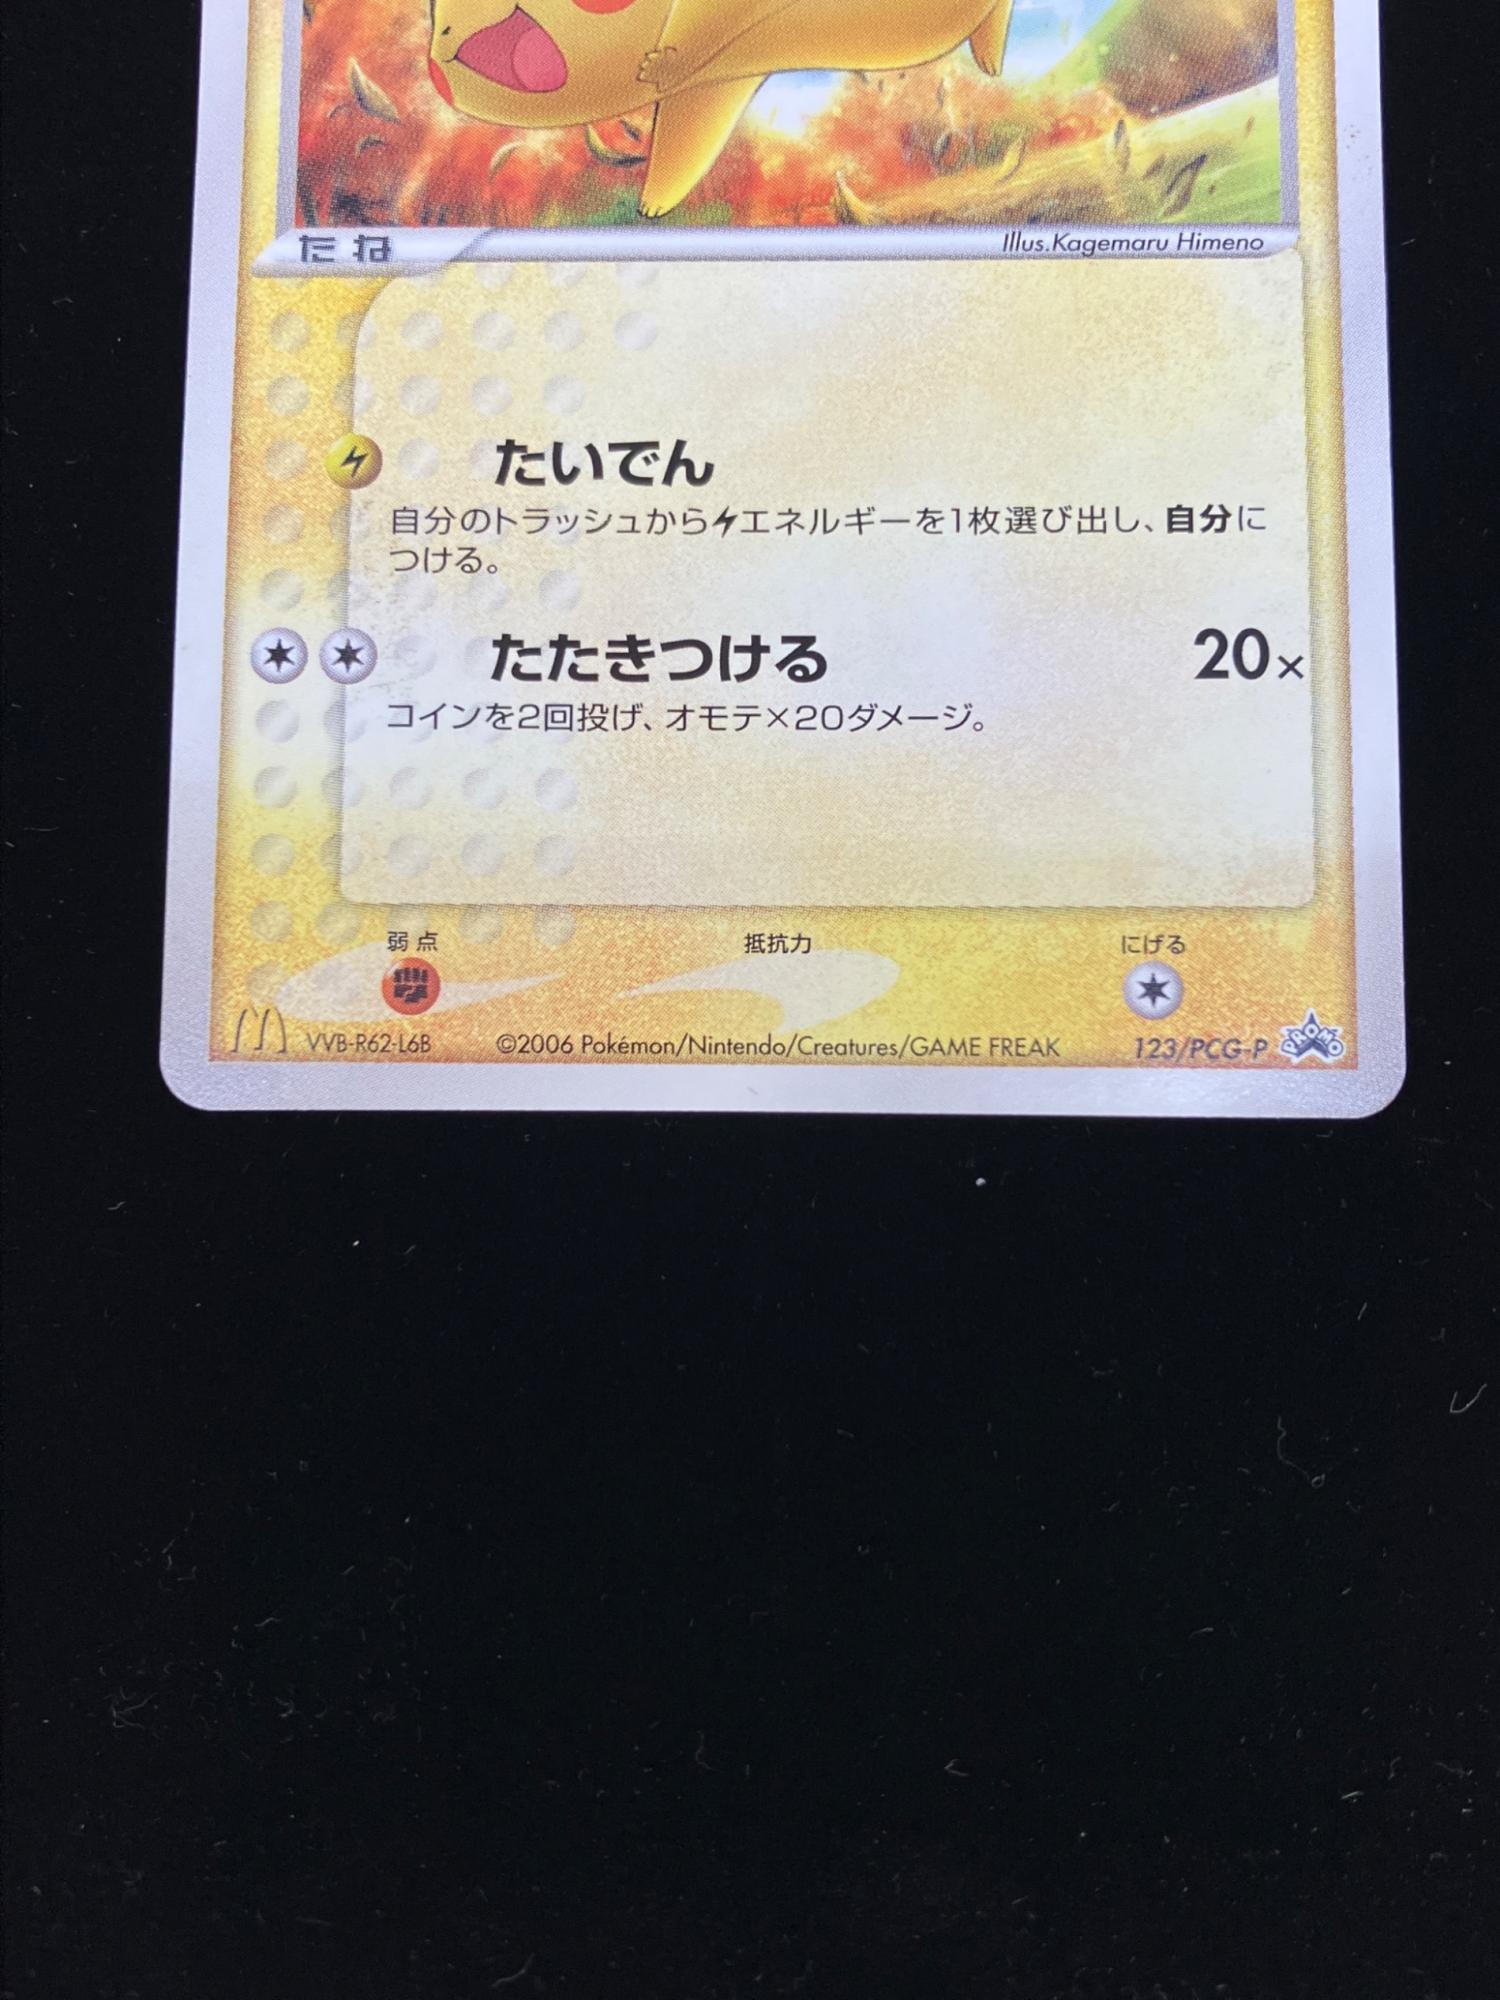 たね
Illus.Kagemaru Himeno
たいでん
自分のトラッシュからエネルギーを1枚選び出し、自分に
つける。
たたきつける 20×
コインを2回投げ、オモテ×20ダメージ。
弱点 抵抗力 にげる
VVB-R62-L6B ©2006 Pokémon/Nintendo/Creatures/GAME FREAK 123/PCG-P PROMO